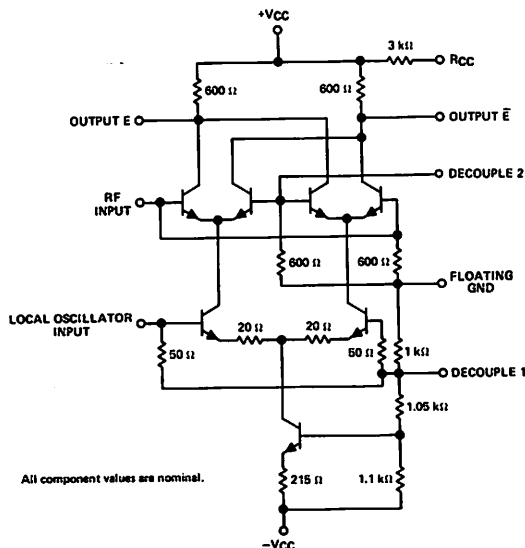 +VCC
3 kΩ
RCC
600 Ω
600 Ω
OUTPUT E
OUTPUT E̅
DECOUPLE 2
RF
INPUT
600 Ω
600 Ω
FLOATING
GND
LOCAL OSCILLATOR
INPUT
20 Ω
20 Ω
50 Ω
50 Ω
1 kΩ
DECOUPLE 1
1.05 kΩ
All component values are nominal.
215 Ω
1.1 kΩ
−VCC